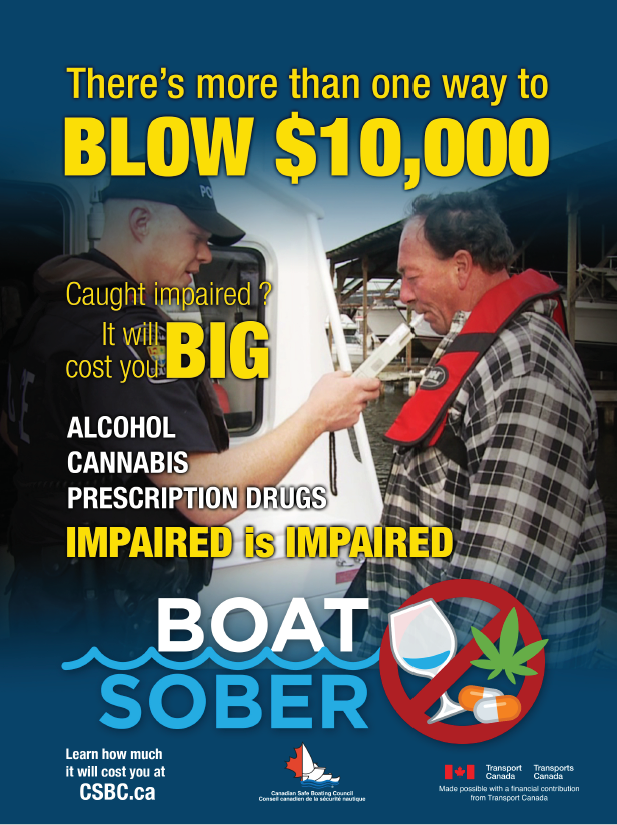 There's more than one way to
BLOW $10,000
Caught impaired ?
It will
cost you BIG
ALCOHOL
CANNABIS
PRESCRIPTION DRUGS
IMPAIRED is IMPAIRED
BOAT
SOBER
Learn how much
it will cost you at
CSBC.ca
Canadian Safe Boating Council
Conseil canadien de la sécurité nautique
Transport Transports
Canada Canada
Made possible with a financial contribution
from Transport Canada